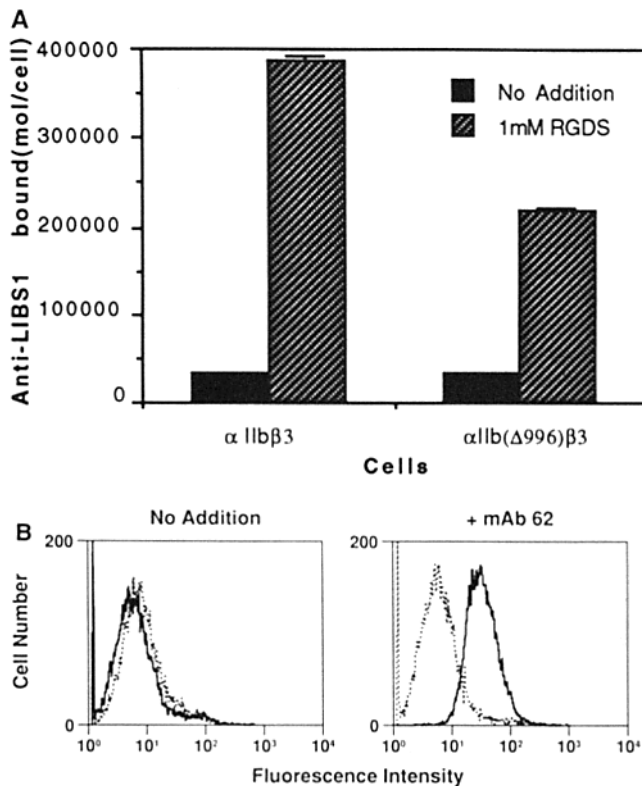 A
Anti-LIBS1 bound(mol/cell)
400000
300000
200000
100000
0
No Addition
1mM RGDS
α IIbβ3
αIIb(Δ996)β3
Cells
B
No Addition
+ mAb 62
Cell Number
200
0
10⁰
10¹
10²
10³
10⁴
200
0
10⁰
10¹
10²
10³
10⁴
Fluorescence Intensity